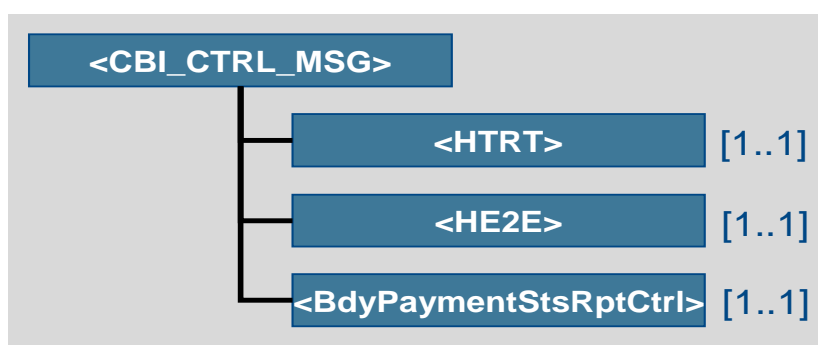 <CBI_CTRL_MSG>
<HTRT> [1..1]
<HE2E> [1..1]
<BdyPaymentStsRptCtrl> [1..1]